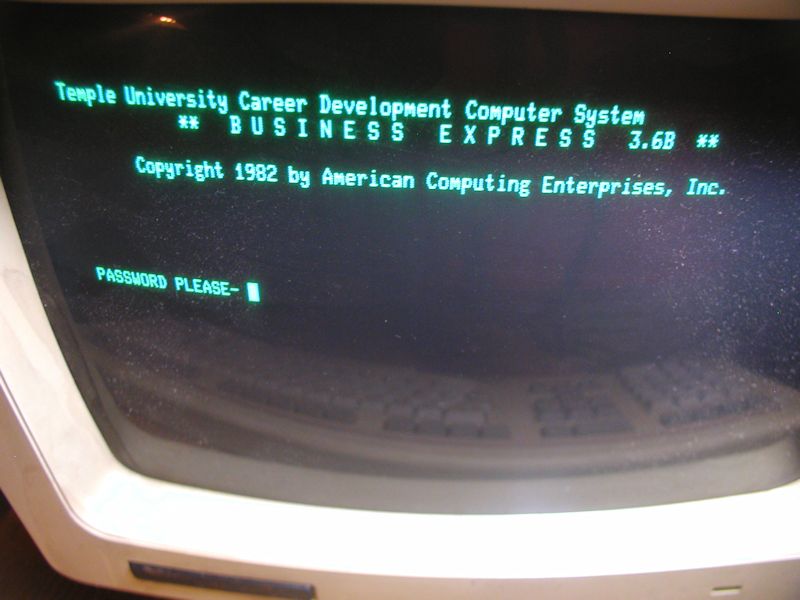 Temple University Career Development Computer System
** B U S I N E S S   E X P R E S S   3.6B **
Copyright 1982 by American Computing Enterprises, Inc.
PASSWORD PLEASE-